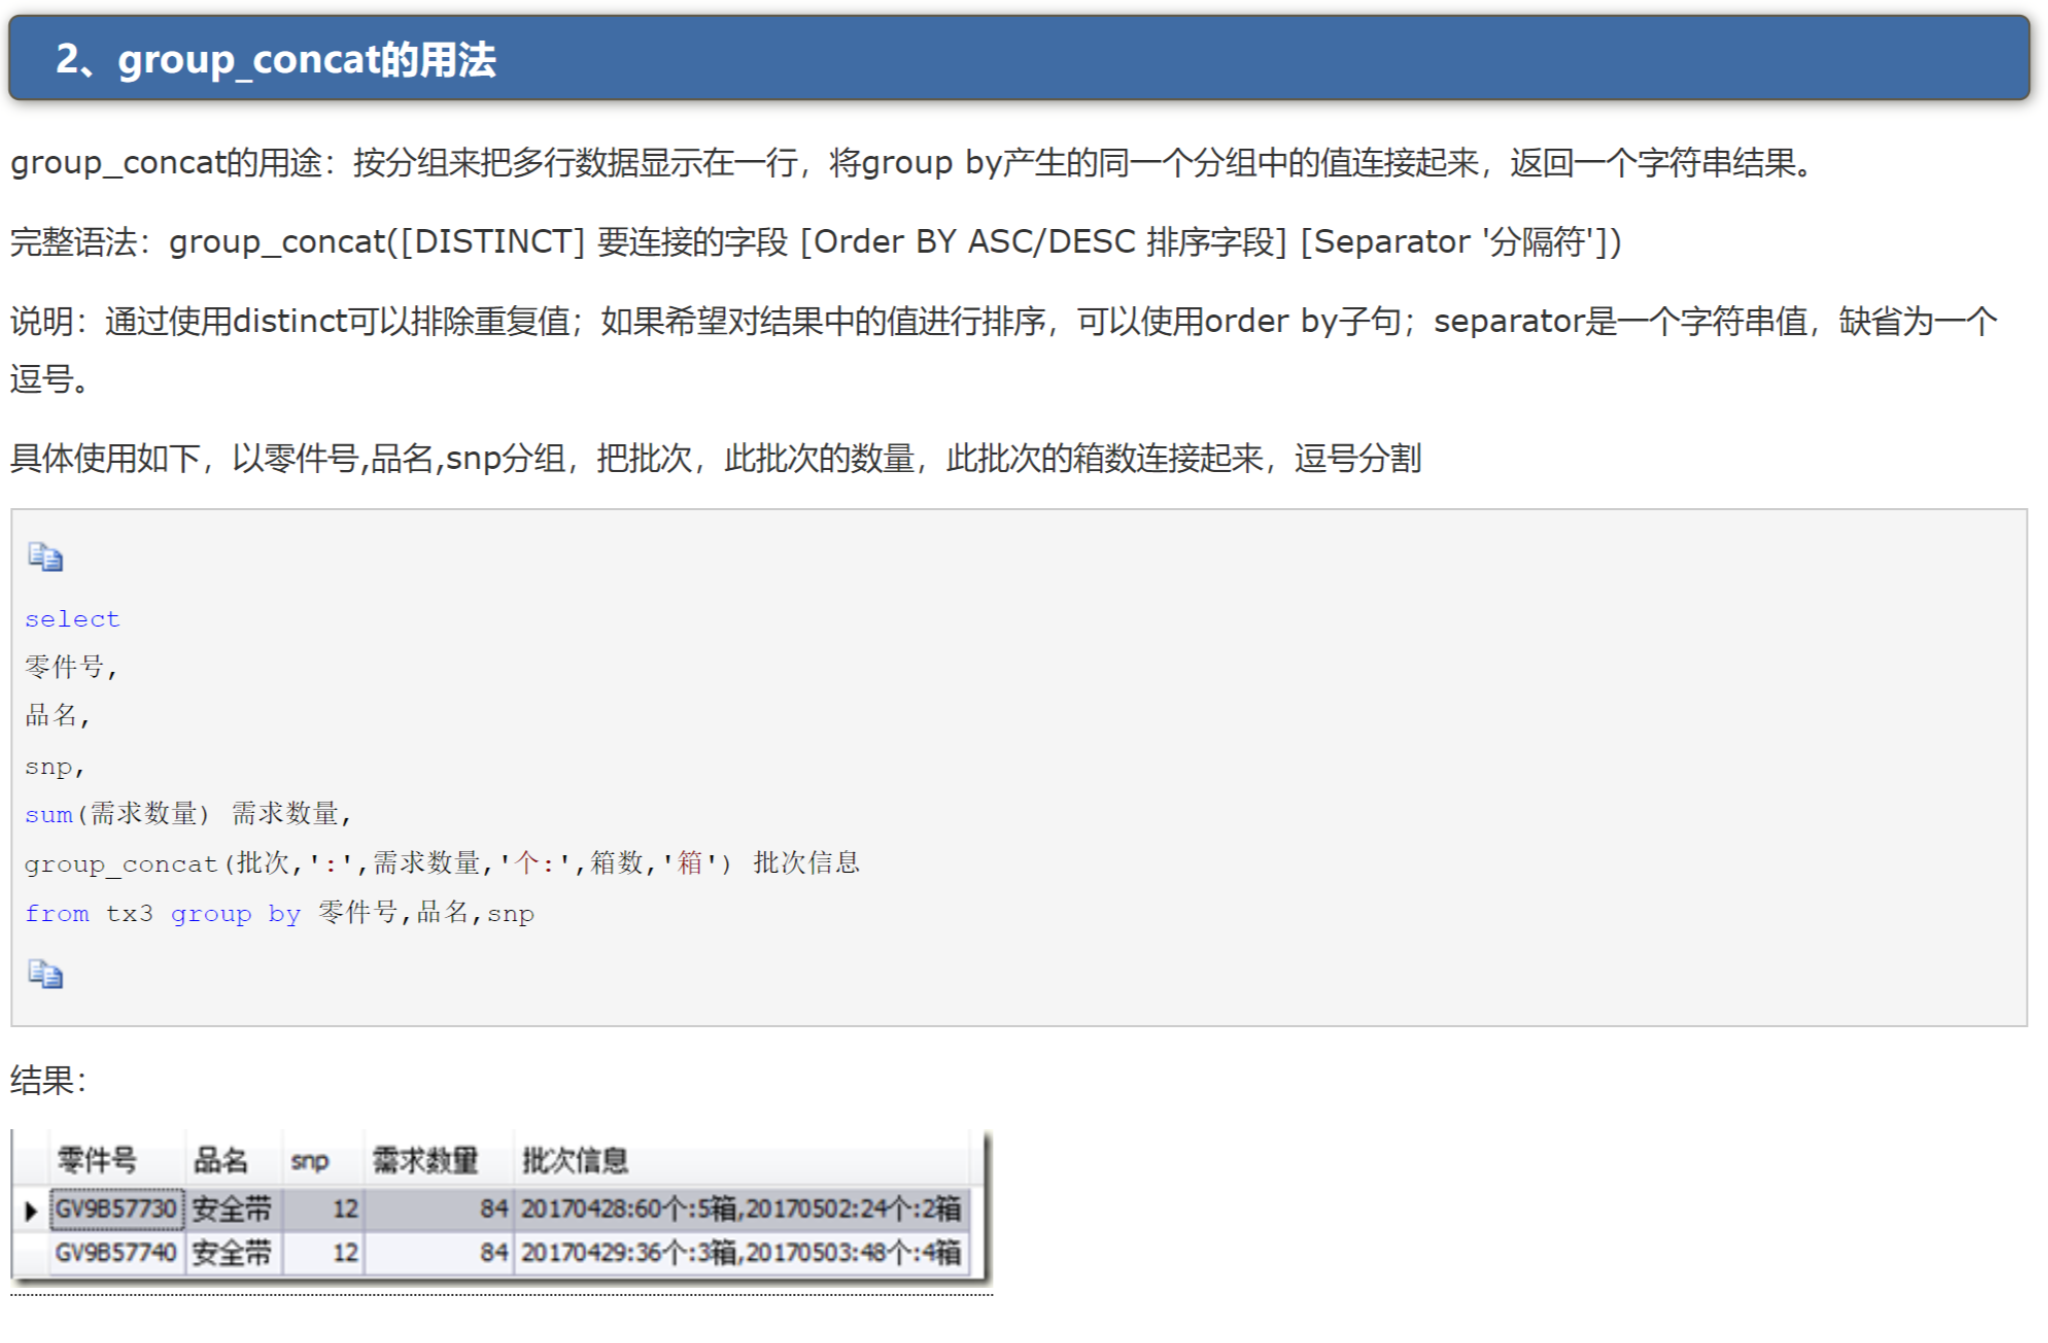 2、group_concat的用法
group_concat的用途：按分组来把多行数据显示在一行，将group by产生的同一个分组中的值连接起来，返回一个字符串结果。
完整语法：group_concat([DISTINCT] 要连接的字段 [Order BY ASC/DESC 排序字段] [Separator '分隔符'])
说明：通过使用distinct可以排除重复值；如果希望对结果中的值进行排序，可以使用order by子句；separator是一个字符串值，缺省为一个
逗号。
具体使用如下，以零件号,品名,snp分组，把批次，此批次的数量，此批次的箱数连接起来，逗号分割
select
零件号,
品名,
snp,
sum(需求数量) 需求数量,
group_concat(批次,':',需求数量,'个:',箱数,'箱') 批次信息
from tx3 group by 零件号,品名,snp
结果：
零件号 品名 snp 需求数量 批次信息
GV9B57730 安全带 12 84 20170428:60个:5箱,20170502:24个:2箱
GV9B57740 安全带 12 84 20170429:36个:3箱,20170503:48个:4箱